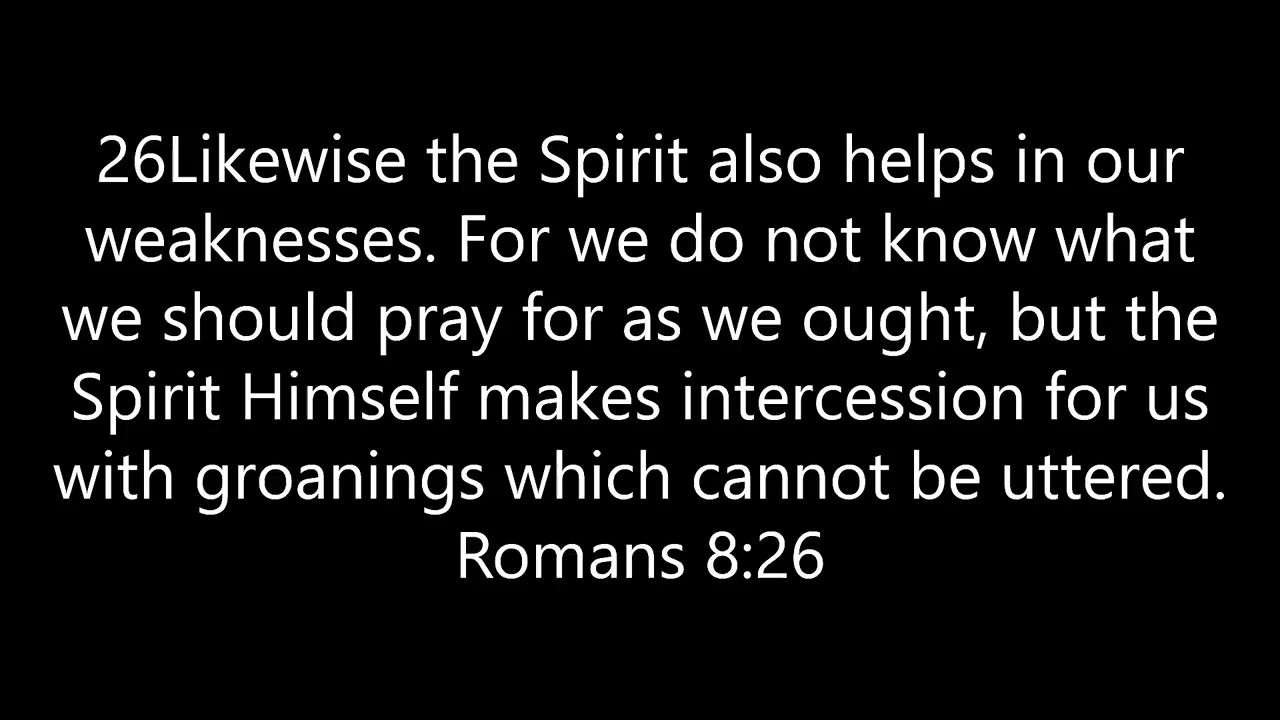 26Likewise the Spirit also helps in our
weaknesses. For we do not know what
we should pray for as we ought, but the
Spirit Himself makes intercession for us
with groanings which cannot be uttered.
Romans 8:26